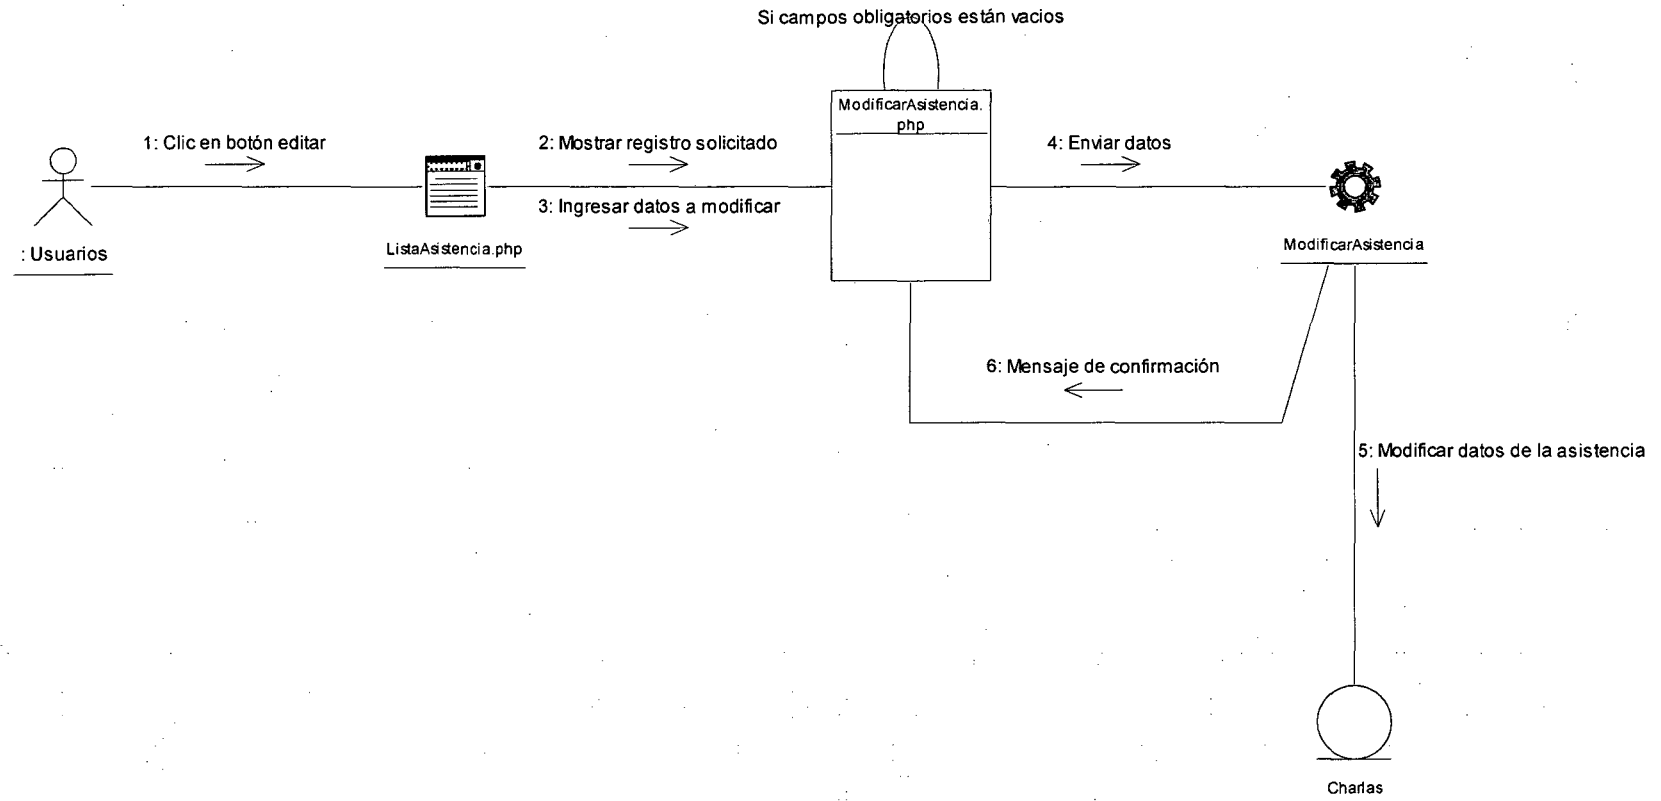 Si campos obligatorios están vacios
ModificarAsistencia.
php
1: Clic en botón editar
2: Mostrar registro solicitado
4: Enviar datos
3: Ingresar datos a modificar
: Usuarios
ListaAsistencia.php
ModificarAsistencia
6: Mensaje de confirmación
5: Modificar datos de la asistencia
Charlas